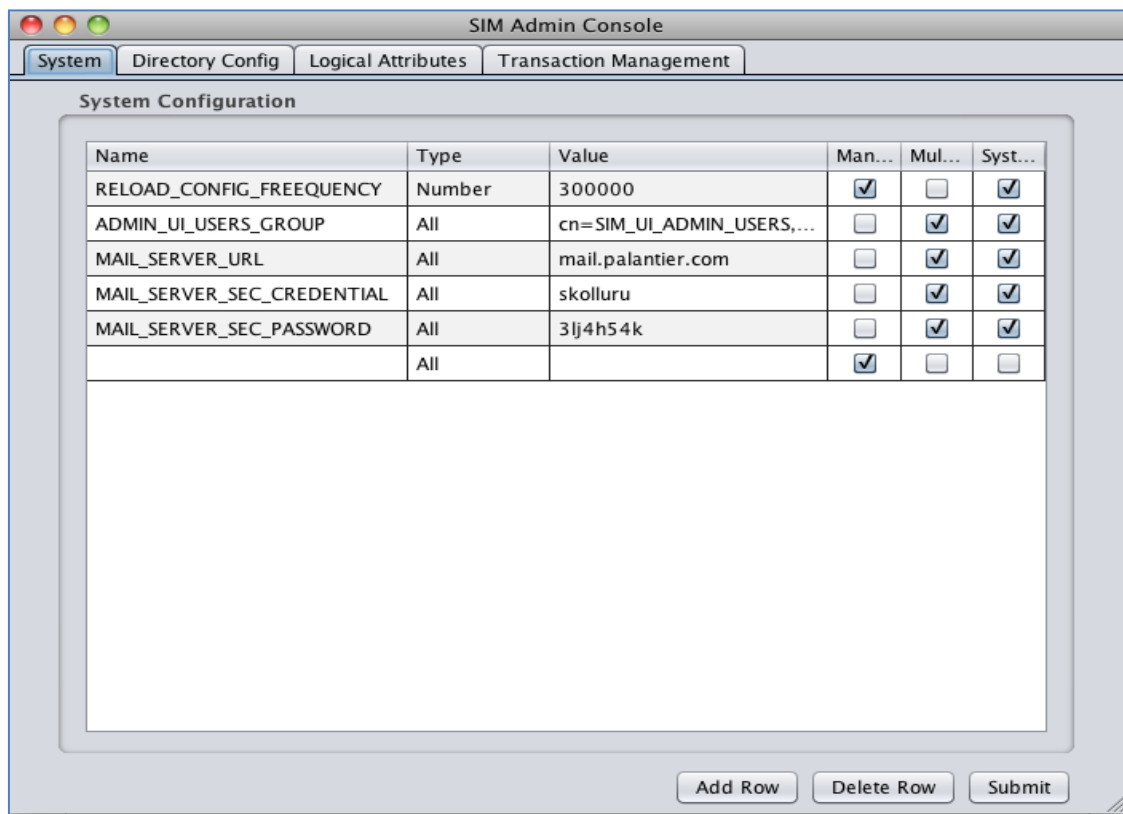 SIM Admin Console
System Directory Config Logical Attributes Transaction Management
System Configuration
Name Type Value Man... Mul... Syst...
RELOAD_CONFIG_FREEQUENCY Number 300000
ADMIN_UI_USERS_GROUP All cn=SIM_UI_ADMIN_USERS,...
MAIL_SERVER_URL All mail.palantier.com
MAIL_SERVER_SEC_CREDENTIAL All skolluru
MAIL_SERVER_SEC_PASSWORD All 3lj4h54k
All
Add Row Delete Row Submit